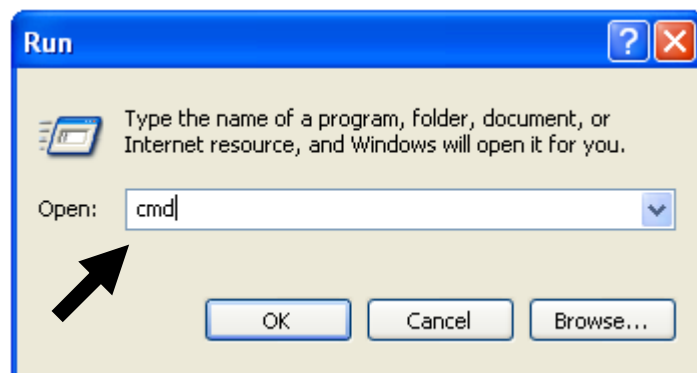 Run
Type the name of a program, folder, document, or
Internet resource, and Windows will open it for you.
Open: cmd
OK Cancel Browse...